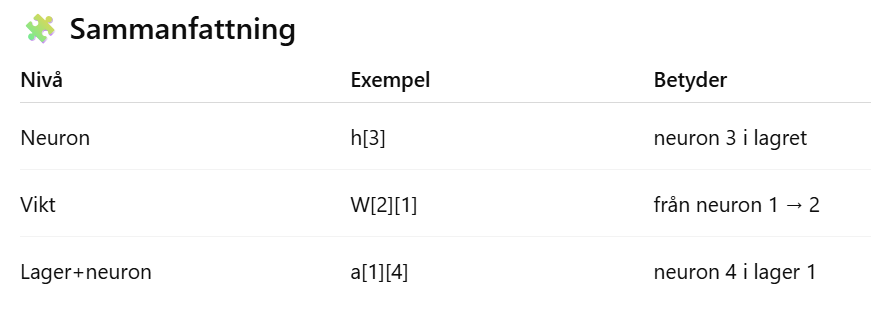 Sammanfattning
Nivå Exempel Betyder
Neuron h[3] neuron 3 i lagret
Vikt W[2][1] från neuron 1 → 2
Lager+neuron a[1][4] neuron 4 i lager 1